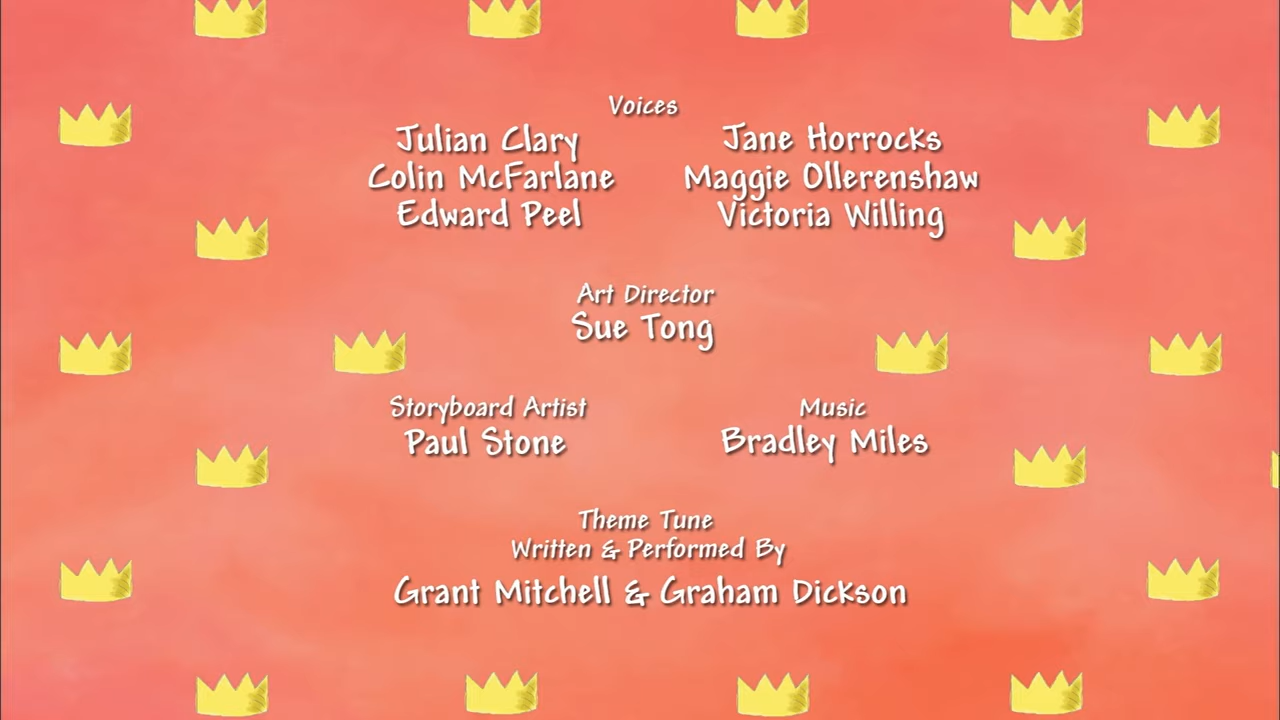 Voices
Julian Clary Jane Horrocks
Colin McFarlane Maggie Ollerenshaw
Edward Peel Victoria Willing
Art Director
Sue Tong
Storyboard Artist Music
Paul Stone Bradley Miles
Theme Tune
Written & Performed By
Grant Mitchell & Graham Dickson